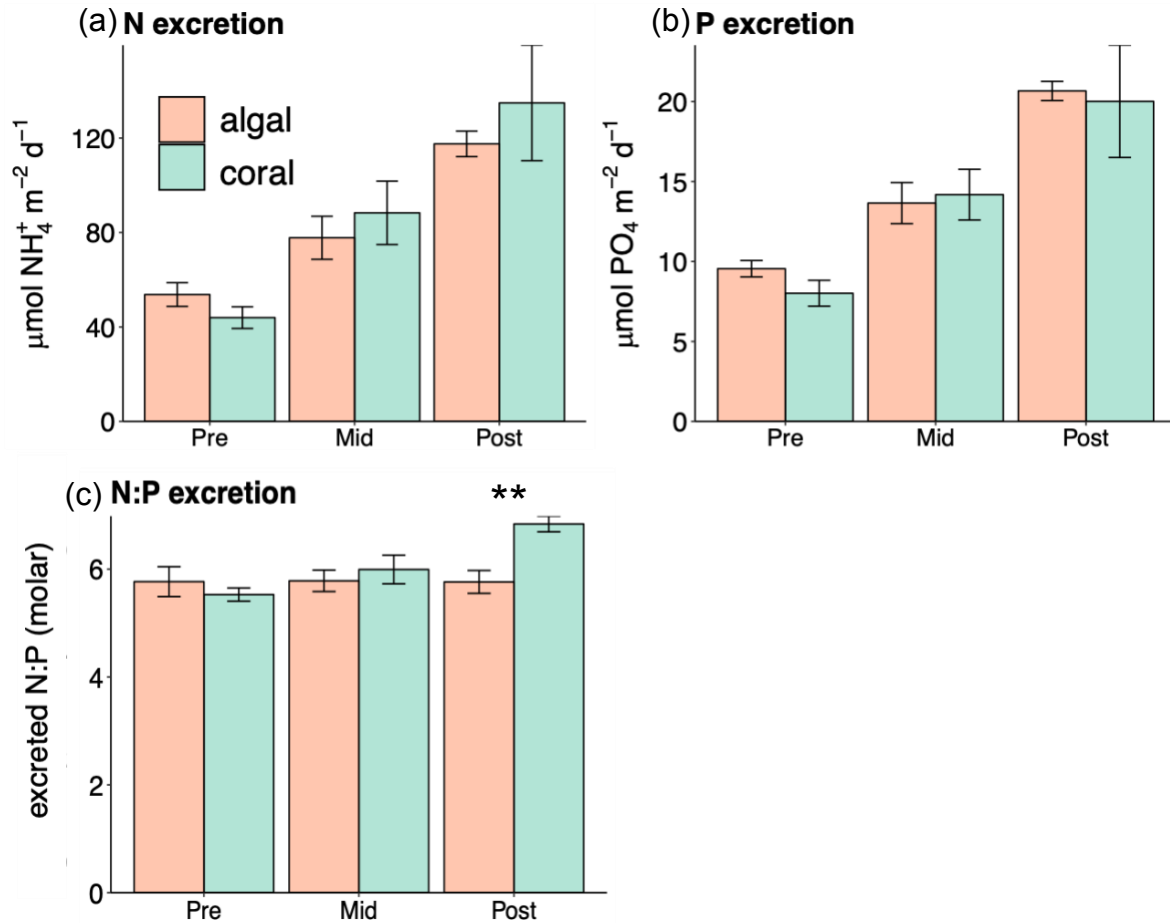 (a) N excretion
μmol NH₄⁺ m⁻² d⁻¹
120
80
40
0
algal
coral
Pre Mid Post
(b) P excretion
μmol PO₄ m⁻² d⁻¹
20
15
10
5
0
Pre Mid Post
(c) N:P excretion
**
excreted N:P (molar)
6
4
2
0
Pre Mid Post